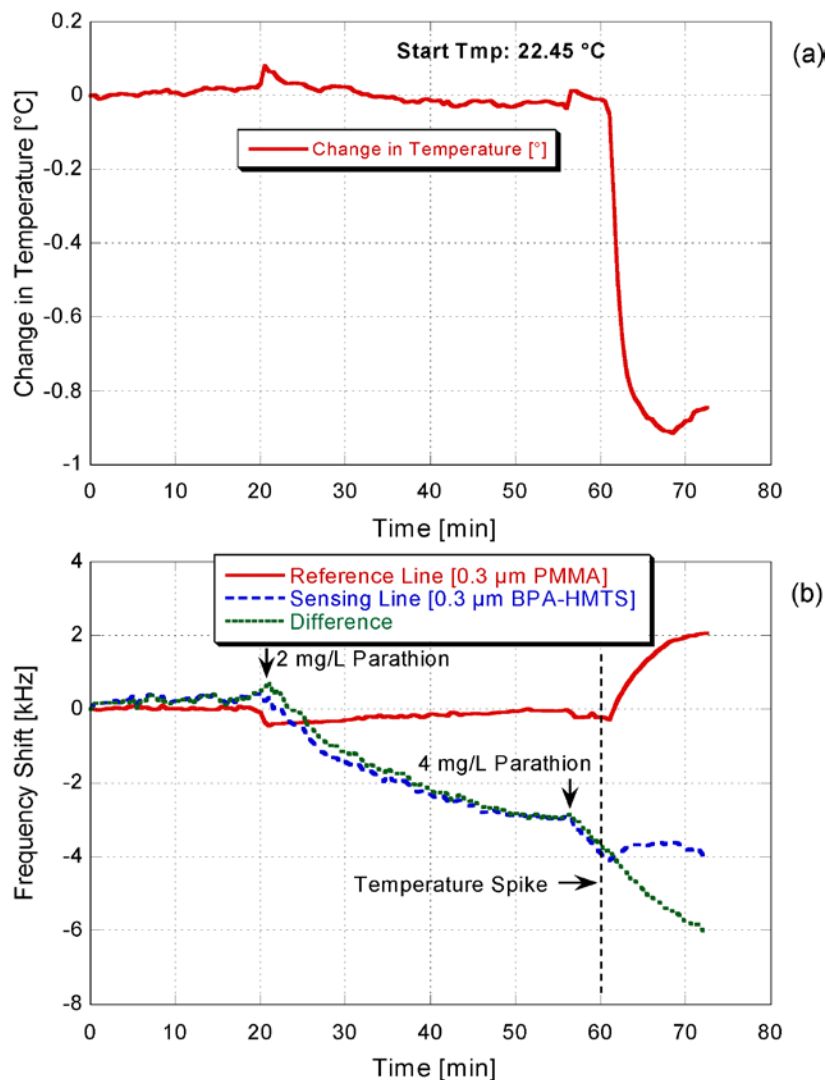 (a)
Start Tmp: 22.45 °C
Change in Temperature [°]
Change in Temperature [°C]
0.2
0
-0.2
-0.4
-0.6
-0.8
-1
0 10 20 30 40 50 60 70 80
Time [min]
(b)
Reference Line [0.3 µm PMMA]
Sensing Line [0.3 µm BPA-HMTS]
Difference
2 mg/L Parathion
4 mg/L Parathion
Temperature Spike
Frequency Shift [kHz]
4
2
0
-2
-4
-6
-8
0 10 20 30 40 50 60 70 80
Time [min]